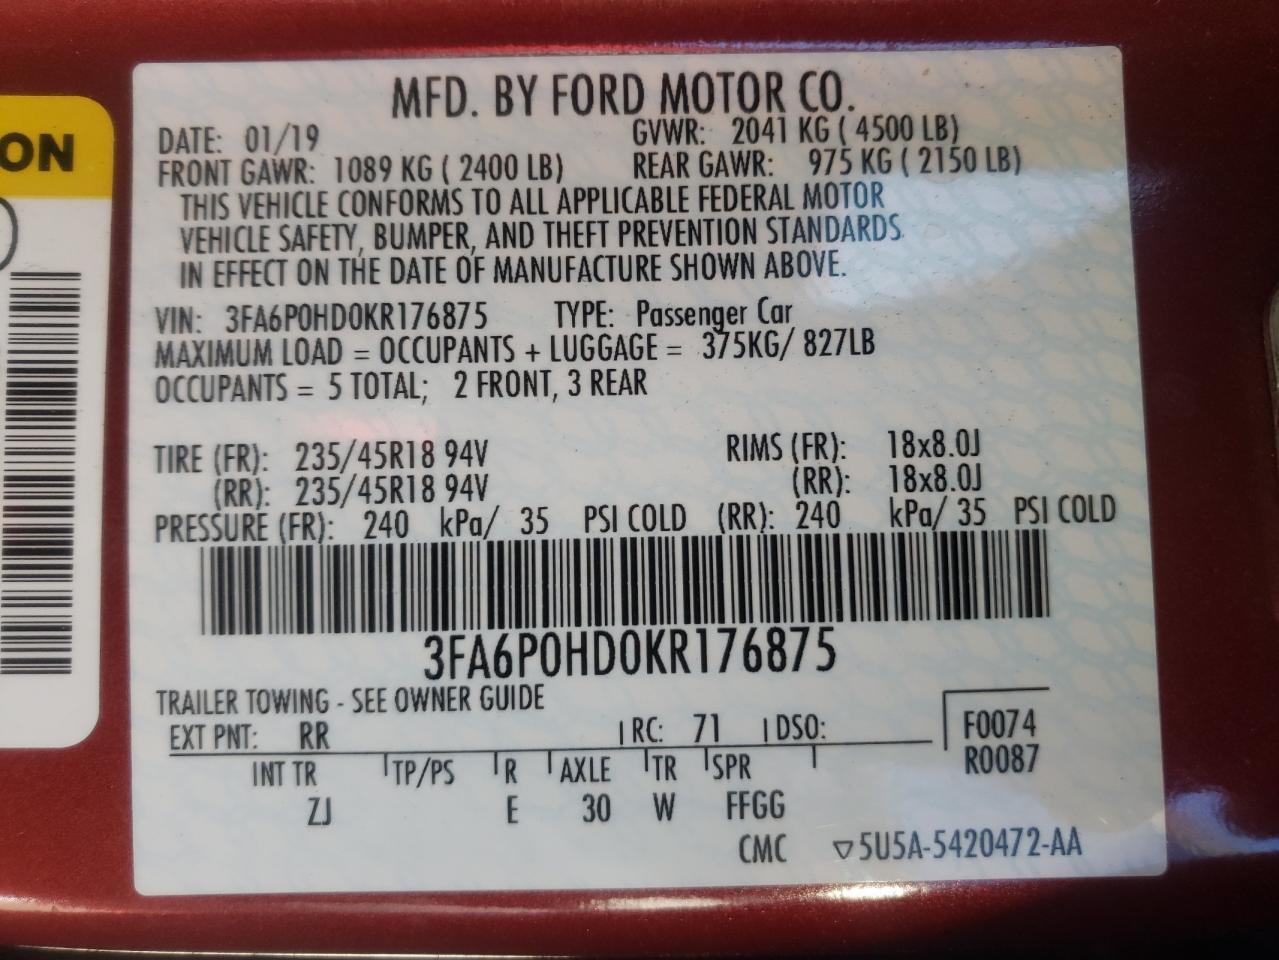 MFD. BY FORD MOTOR CO.
DATE: 01/19 GVWR: 2041 KG ( 4500 LB)
FRONT GAWR: 1089 KG ( 2400 LB) REAR GAWR: 975 KG ( 2150 LB)
THIS VEHICLE CONFORMS TO ALL APPLICABLE FEDERAL MOTOR
VEHICLE SAFETY, BUMPER, AND THEFT PREVENTION STANDARDS
IN EFFECT ON THE DATE OF MANUFACTURE SHOWN ABOVE.
VIN: 3FA6P0HD0KR176875 TYPE: Passenger Car
MAXIMUM LOAD = OCCUPANTS + LUGGAGE = 375KG/ 827LB
OCCUPANTS = 5 TOTAL; 2 FRONT, 3 REAR
TIRE (FR): 235/45R18 94V RIMS (FR): 18x8.0J
(RR): 235/45R18 94V (RR): 18x8.0J
PRESSURE (FR): 240 kPa/ 35 PSI COLD (RR): 240 kPa/ 35 PSI COLD
3FA6P0HD0KR176875
TRAILER TOWING - SEE OWNER GUIDE
EXT PNT: RR RC: 71 DSO: F0074
R0087
INT TR TP/PS R AXLE TR SPR
ZJ E 30 W FFGG
CMC ▽5U5A-5420472-AA
ON